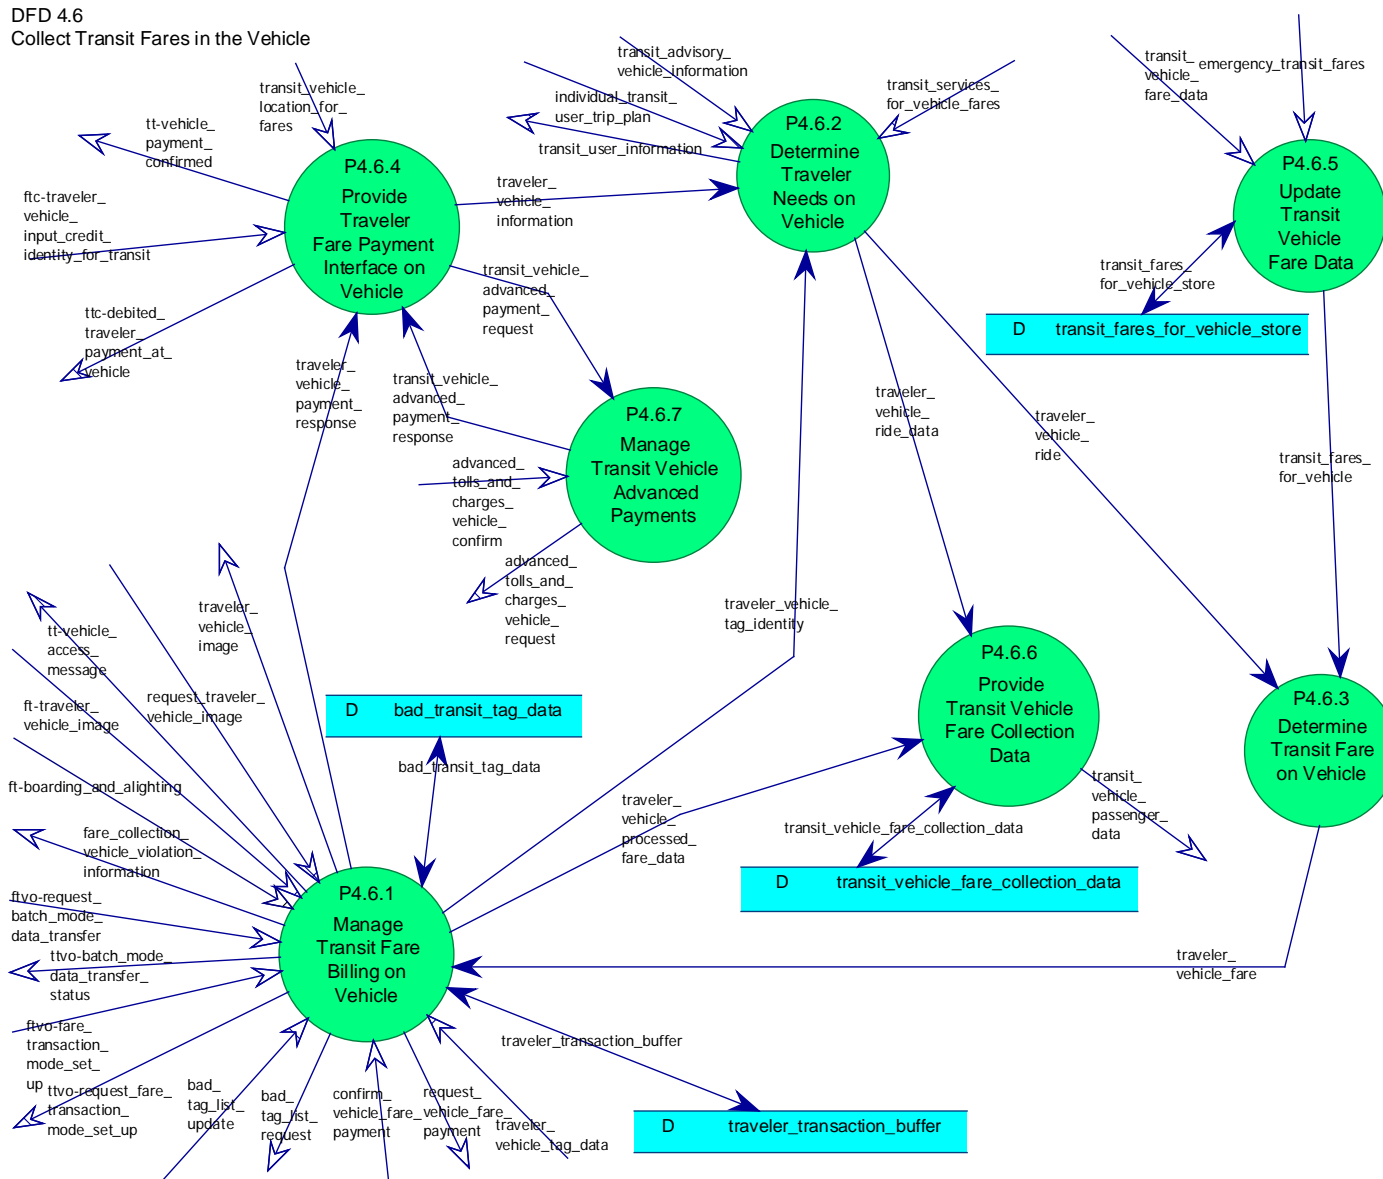 DFD 4.6
Collect Transit Fares in the Vehicle
transit_vehicle_
location_for_
fares
tt-vehicle_
payment_
confirmed
ftc-traveler_
vehicle_
input_credit_
identity_for_transit
ttc-debited_
traveler_
payment_at_
vehicle
P4.6.4
Provide
Traveler
Fare Payment
Interface on
Vehicle
traveler_
vehicle_
information
transit_advisory_
vehicle_information
individual_transit_
user_trip_plan
transit_user_information
transit_services_
for_vehicle_fares
P4.6.2
Determine
Traveler
Needs on
Vehicle
transit_
vehicle_
fare_data
emergency_transit_fares
P4.6.5
Update
Transit
Vehicle
Fare Data
transit_fares_
for_vehicle_store
D transit_fares_for_vehicle_store
transit_vehicle_
advanced_
payment_
request
traveler_
vehicle_
payment_
response
transit_vehicle_
advanced_
payment_
response
P4.6.7
Manage
Transit Vehicle
Advanced
Payments
advanced_
tolls_and_
charges_
vehicle_
confirm
advanced_
tolls_and_
charges_
vehicle_
request
traveler_
vehicle_
ride_data
traveler_
vehicle_
ride
transit_fares_
for_vehicle
traveler_vehicle_
tag_identity
traveler_
vehicle_
image
tt-vehicle_
access_
message
request_traveler_
vehicle_image
ft-traveler_
vehicle_image
ft-boarding_and_alighting
fare_collection_
vehicle_violation_
information
ftvo-request_
batch_mode_
data_transfer
ttvo-batch_mode_
data_transfer_
status
ftvo-fare_
transaction_
mode_set_
up
ttvo-request_fare_
transaction_
mode_set_up
D bad_transit_tag_data
bad_transit_tag_data
P4.6.1
Manage
Transit Fare
Billing on
Vehicle
traveler_
vehicle_
processed_
fare_data
P4.6.6
Provide
Transit Vehicle
Fare Collection
Data
transit_
vehicle_
passenger_
data
transit_vehicle_fare_collection_data
D transit_vehicle_fare_collection_data
P4.6.3
Determine
Transit Fare
on Vehicle
traveler_
vehicle_fare
traveler_transaction_buffer
D traveler_transaction_buffer
bad_
tag_list_
update
bad_
tag_list_
request
confirm_
vehicle_fare_
payment
request_
vehicle_fare_
payment
traveler_
vehicle_tag_data